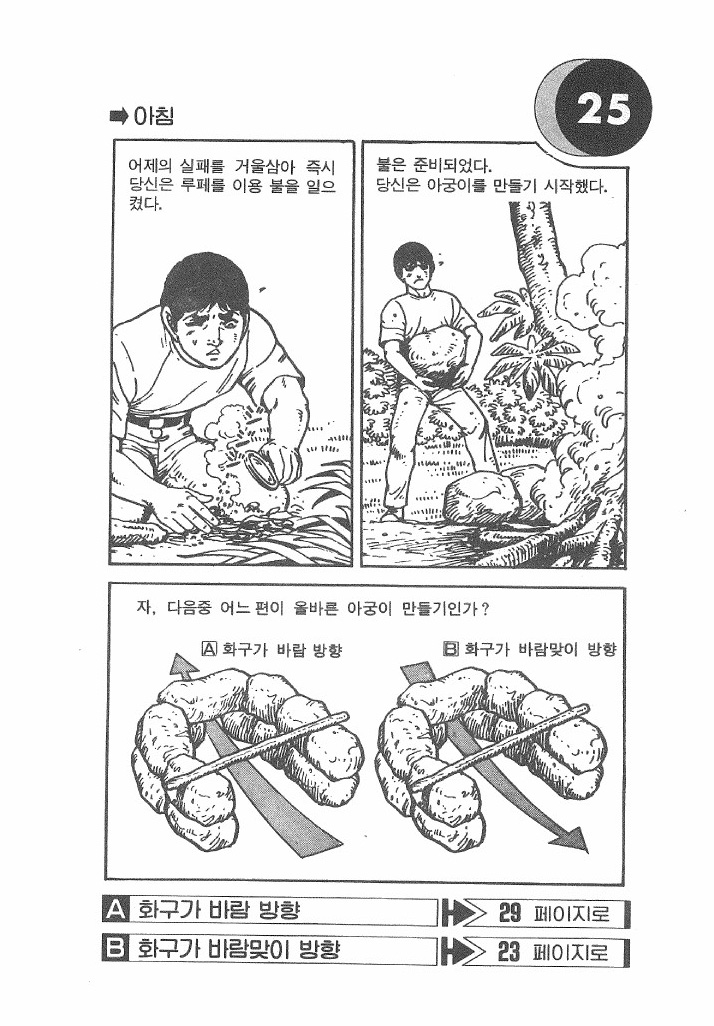 25
➡아침
어제의 실패를 거울삼아 즉시
당신은 루페를 이용 불을 일으
켰다.
불은 준비되었다.
당신은 아궁이를 만들기 시작했다.
자, 다음중 어느 편이 올바른 아궁이 만들기인가?
A 화구가 바람 방향
B 화구가 바람맞이 방향
A 화구가 바람 방향 29 페이지로
B 화구가 바람맞이 방향 23 페이지로